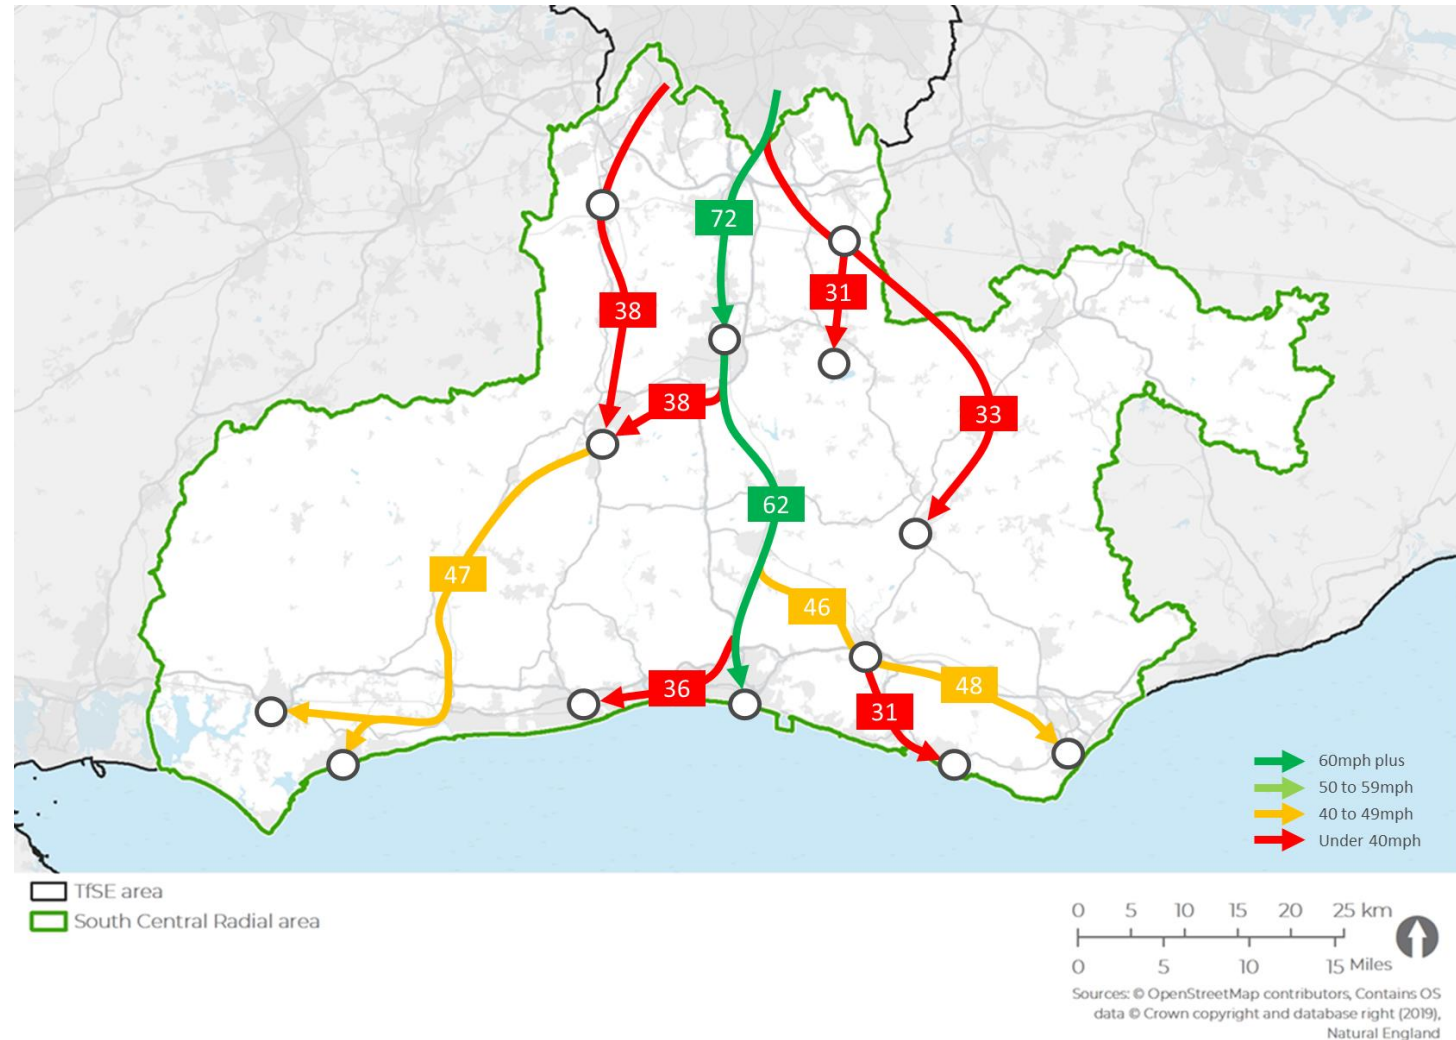 72
31
38
38
33
62
47
46
48
36
31
60mph plus
50 to 59mph
40 to 49mph
Under 40mph
TfSE area
South Central Radial area
0 5 10 15 20 25 km
0 5 10 15 Miles
Sources: © OpenStreetMap contributors, Contains OS
data © Crown copyright and database right (2019),
Natural England